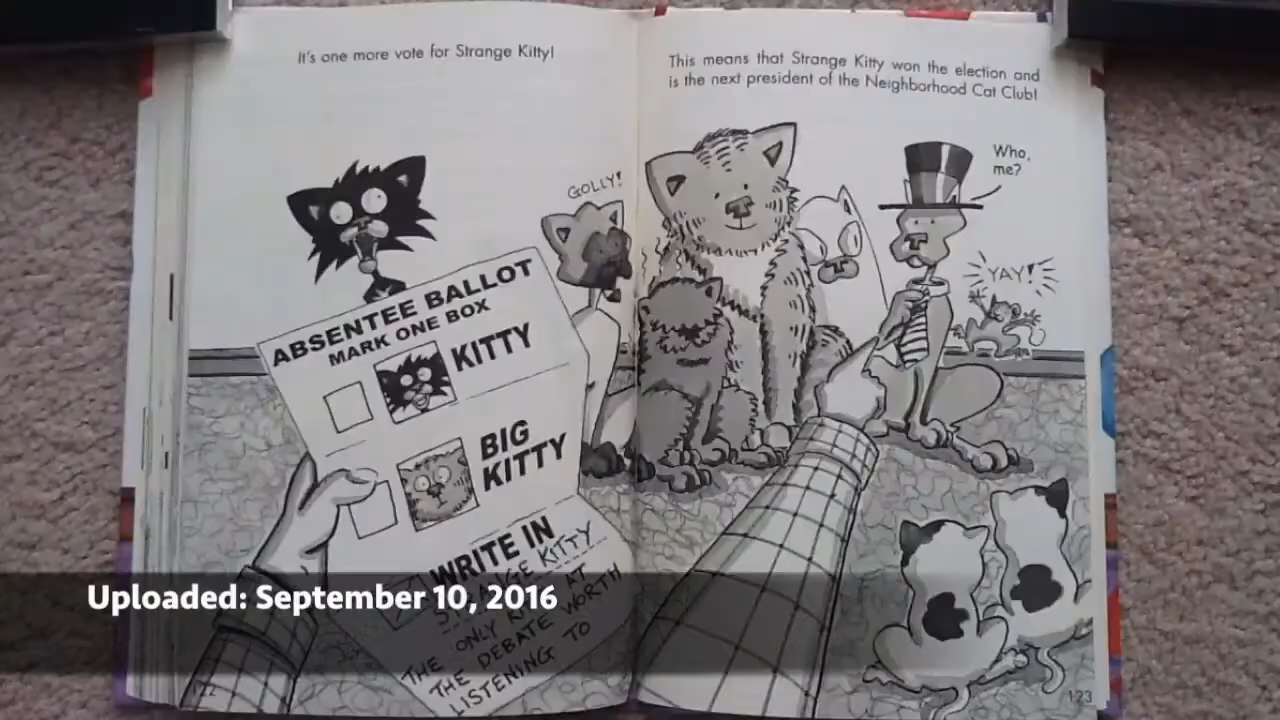 It's one more vote for Strange Kitty!
GOLLY!
ABSENTEE BALLOT
MARK ONE BOX
KITTY
BIG
KITTY
WRITE IN
KITTY
THE ONLY AT
THE DEBATE WORTH
LISTENING TO
122
This means that Strange Kitty won the election and
is the next president of the Neighborhood Cat Club!
Who,
me?
YAY!
123
Uploaded: September 10, 2016